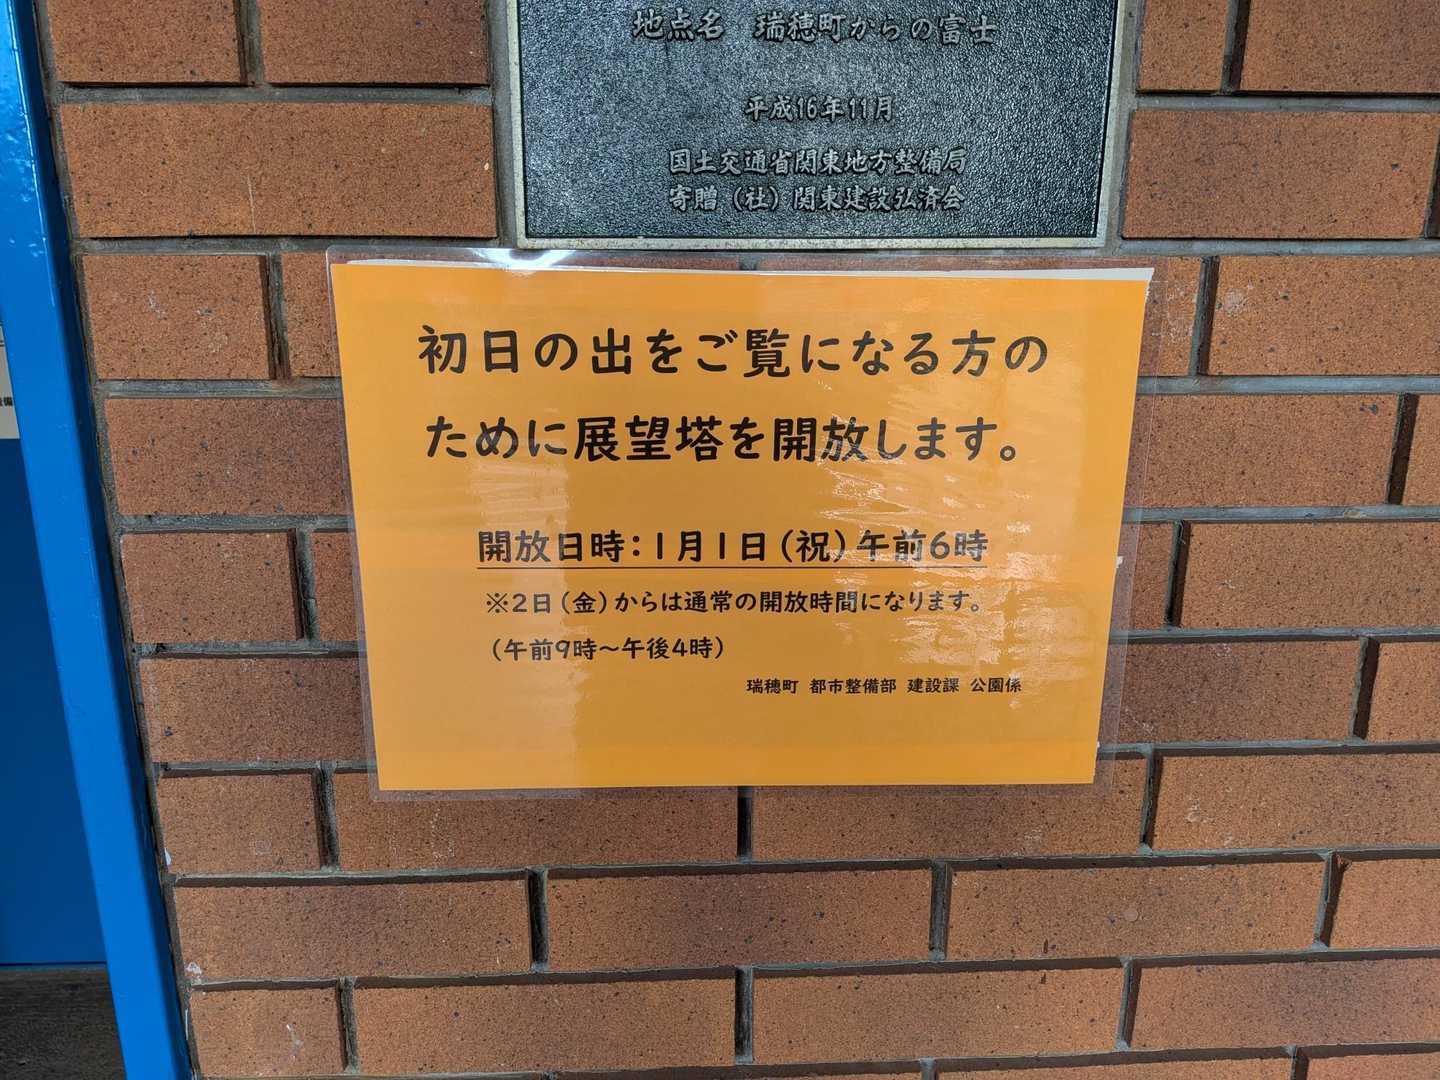 地点名　瑞穂町からの富士
平成16年11月
国土交通省関東地方整備局
寄贈（社）関東建設弘済会
初日の出をご覧になる方の
ために展望塔を開放します。
開放日時：1月1日（祝）午前6時
※2日（金）からは通常の開放時間になります。
（午前9時～午後4時）
瑞穂町 都市整備部 建設課 公園係